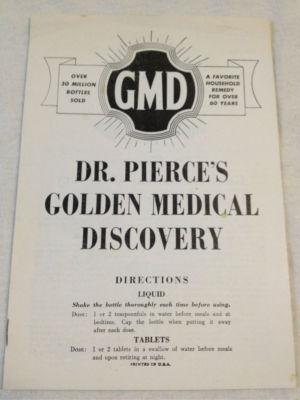 OVER
30 MILLION
BOTTLES
SOLD
GMD
A FAVORITE
HOUSEHOLD
REMEDY
FOR OVER
60 YEARS
DR. PIERCE'S
GOLDEN MEDICAL
DISCOVERY
DIRECTIONS
LIQUID
Shake the bottle thoroughly each time before using.
Dose: 1 or 2 teaspoonfuls in water before meals and at
bedtime. Cap the bottle when putting it away
after each dose.
TABLETS
Dose: 1 or 2 tablets in a swallow of water before meals
and upon retiring at night.
PRINTED IN U.S.A.